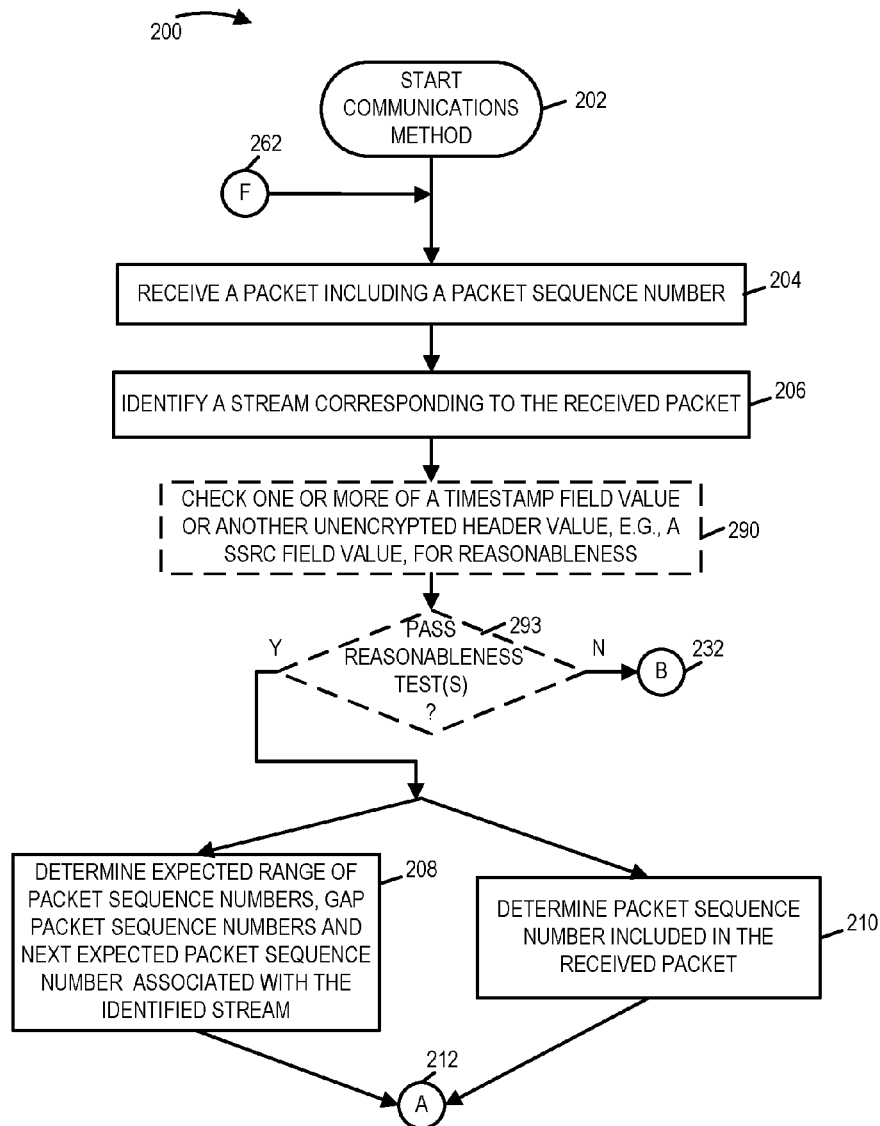 200
START
COMMUNICATIONS
METHOD
202
262
F
RECEIVE A PACKET INCLUDING A PACKET SEQUENCE NUMBER
204
IDENTIFY A STREAM CORRESPONDING TO THE RECEIVED PACKET
206
CHECK ONE OR MORE OF A TIMESTAMP FIELD VALUE
OR ANOTHER UNENCRYPTED HEADER VALUE, E.G., A
SSRC FIELD VALUE, FOR REASONABLENESS
290
293
PASS
REASONABLENESS
TEST(S)
?
Y
N
B
232
DETERMINE EXPECTED RANGE OF
PACKET SEQUENCE NUMBERS, GAP
PACKET SEQUENCE NUMBERS AND
NEXT EXPECTED PACKET SEQUENCE
NUMBER ASSOCIATED WITH THE
IDENTIFIED STREAM
208
DETERMINE PACKET SEQUENCE
NUMBER INCLUDED IN THE
RECEIVED PACKET
210
212
A